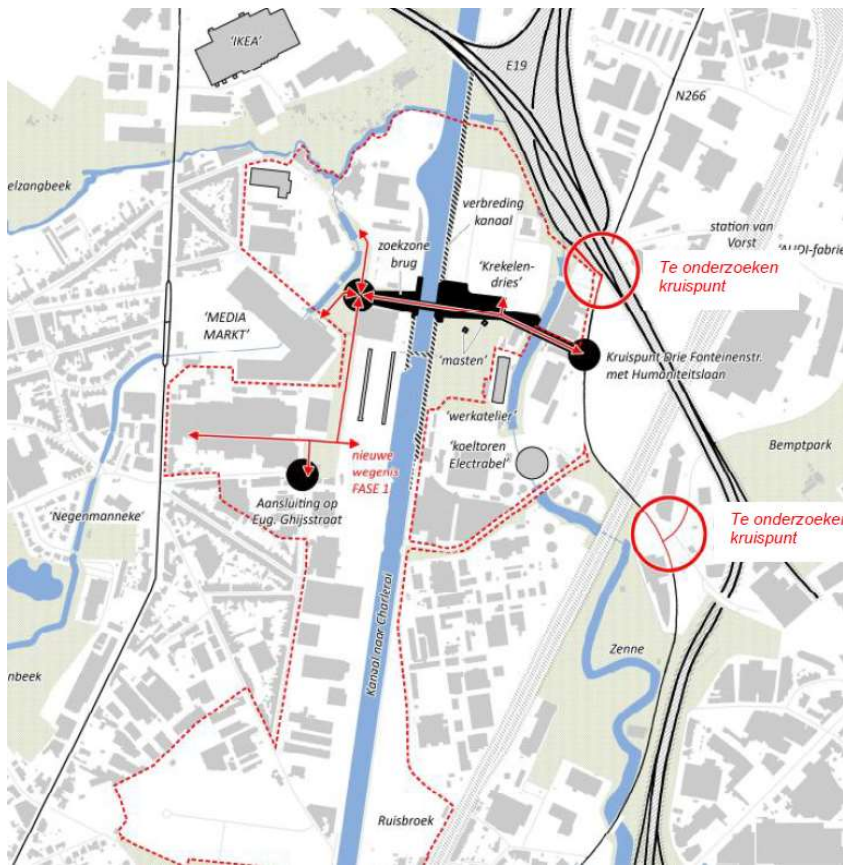 'IKEA'
E19
N266
elzangbeek
verbreding
kanaal
zoekzone
brug
'Krekelen-
dries'
station van
Vorst
'AUDI-fabrie
Te onderzoeken
kruispunt
'MEDIA
MARKT'
'masten'
Kruispunt Drie Fonteinenstr.
met Humaniteitslaan
'werkatelier'
'koeltoren
Electrabel'
Bemptpark
nieuwe
wegenis
FASE 1
Aansluiting op
Eug. Ghijsstraat
'Negenmanneke'
Te onderzoeken
kruispunt
Kanaal naar Charleroi
Zenne
nbeek
Ruisbroek